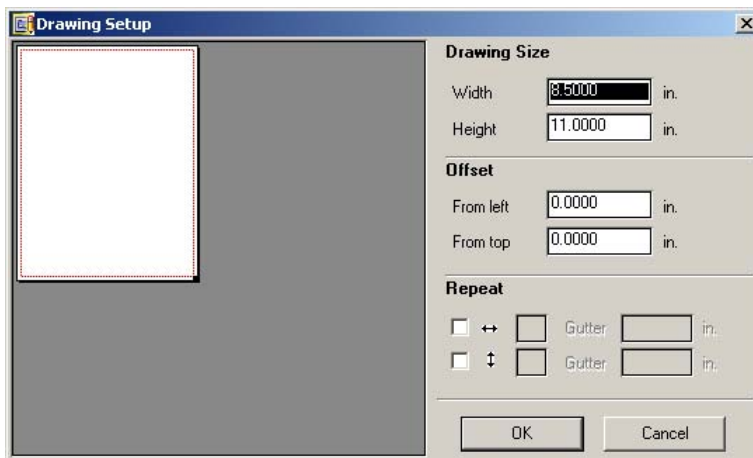 Drawing Setup
Drawing Size
Width 8.5000 in.
Height 11.0000 in.
Offset
From left 0.0000 in.
From top 0.0000 in.
Repeat
Gutter in.
Gutter in.
OK Cancel